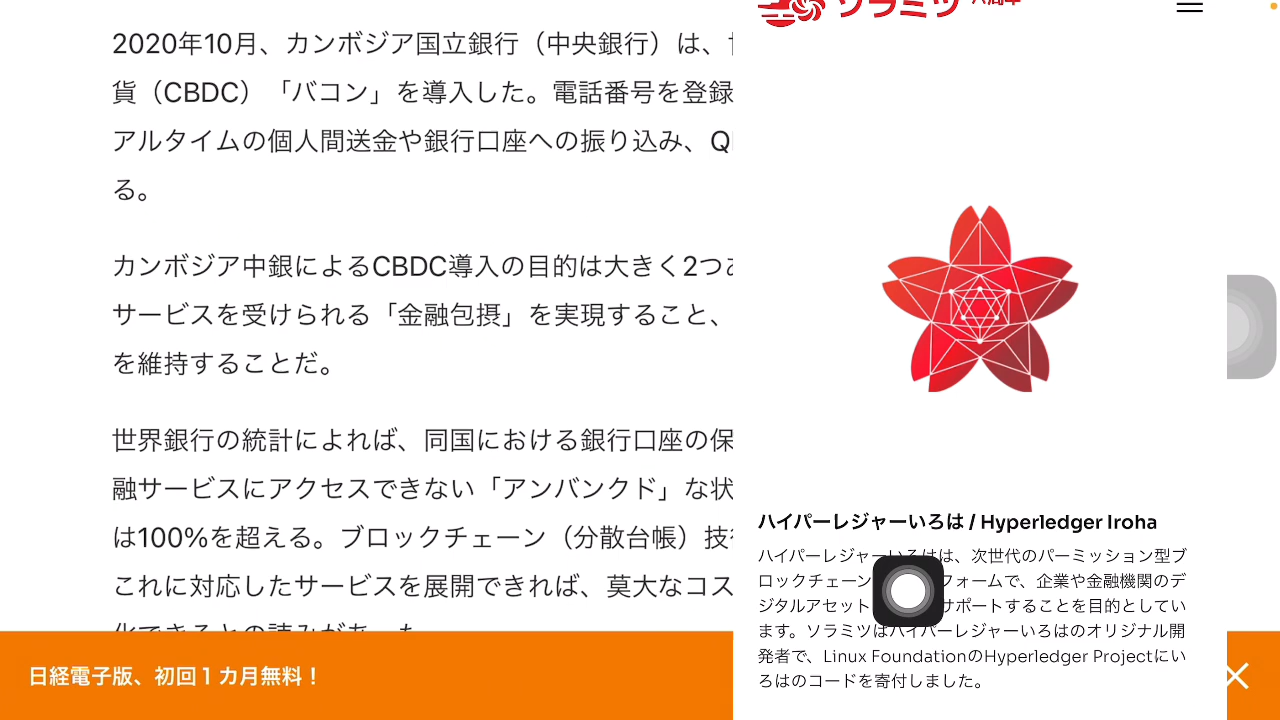 2020年10月、カンボジア国立銀行（中央銀行）は、
貨（CBDC）「バコン」を導入した。電話番号を登録
アルタイムの個人間送金や銀行口座への振り込み、Q
る。
カンボジア中銀によるCBDC導入の目的は大きく2つ
サービスを受けられる「金融包摂」を実現すること、
を維持することだ。
世界銀行の統計によれば、同国における銀行口座の保
融サービスにアクセスできない「アンバンクド」な状
は100%を超える。ブロックチェーン（分散台帳）技
これに対応したサービスを展開できれば、莫大なコス
日経電子版、初回１カ月無料！
ソラミツ
ハイパーレジャーいろは / Hyperledger Iroha
ハイパーレジャーいろはは、次世代のパーミッション型ブ
ロックチェーン フォームで、企業や金融機関のデ
ジタルアセット サポートすることを目的としてい
ます。ソラミツはハイパーレジャーいろはのオリジナル開
発者で、Linux FoundationのHyperledger Projectにい
ろはのコードを寄付しました。